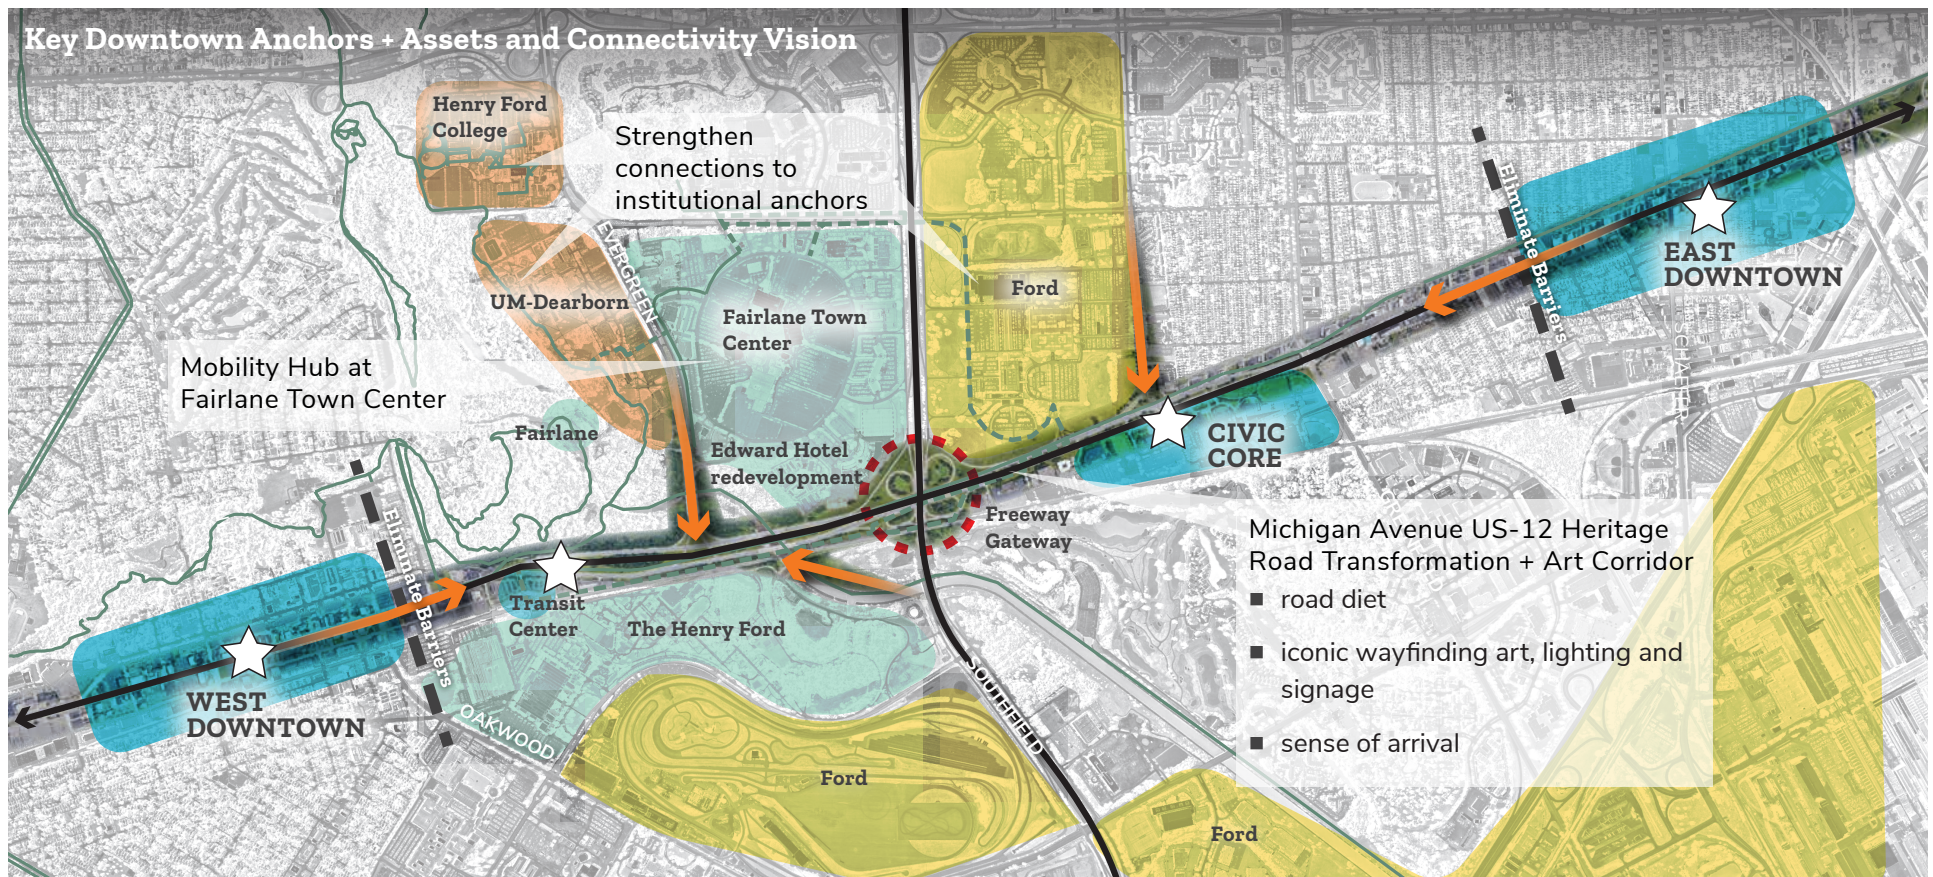 Key Downtown Anchors + Assets and Connectivity Vision
Henry Ford
College
Strengthen
connections to
institutional anchors
EVERGREEN
UM-Dearborn
Fairlane Town
Center
Ford
Eliminate Barriers
EAST
DOWNTOWN
SCHAEFER
Mobility Hub at
Fairlane Town Center
Fairlane
Edward Hotel
redevelopment
CIVIC
CORE
Freeway
Gateway
Michigan Avenue US-12 Heritage
Road Transformation + Art Corridor
■ road diet
■ iconic wayfinding art, lighting and
signage
■ sense of arrival
Eliminate Barriers
Transit
Center
The Henry Ford
WEST
DOWNTOWN
OAKWOOD
SOUTHFIELD
Ford
Ford